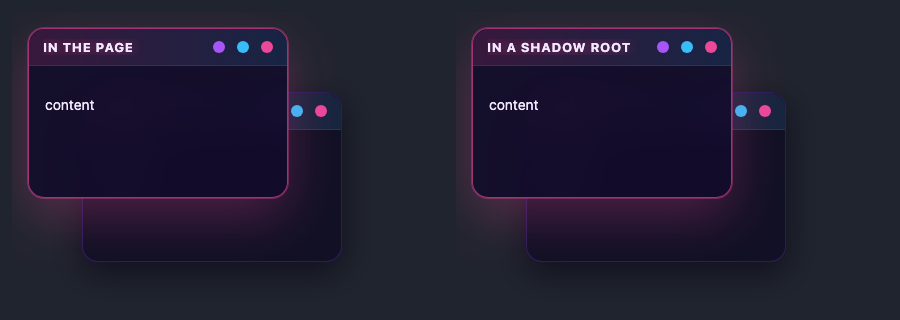 IN THE PAGE
content
IN A SHADOW ROOT
content